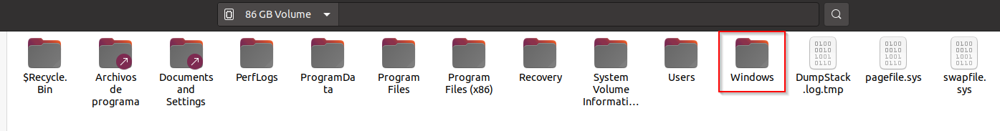 86 GB Volume
$Recycle.
Bin
Archivos
de
programa
Documents
and
Settings
PerfLogs
ProgramDa
ta
Program
Files
Program
Files (x86)
Recovery
System
Volume
Informati…
Users
Windows
DumpStack
.log.tmp
pagefile.sys
swapfile.
sys